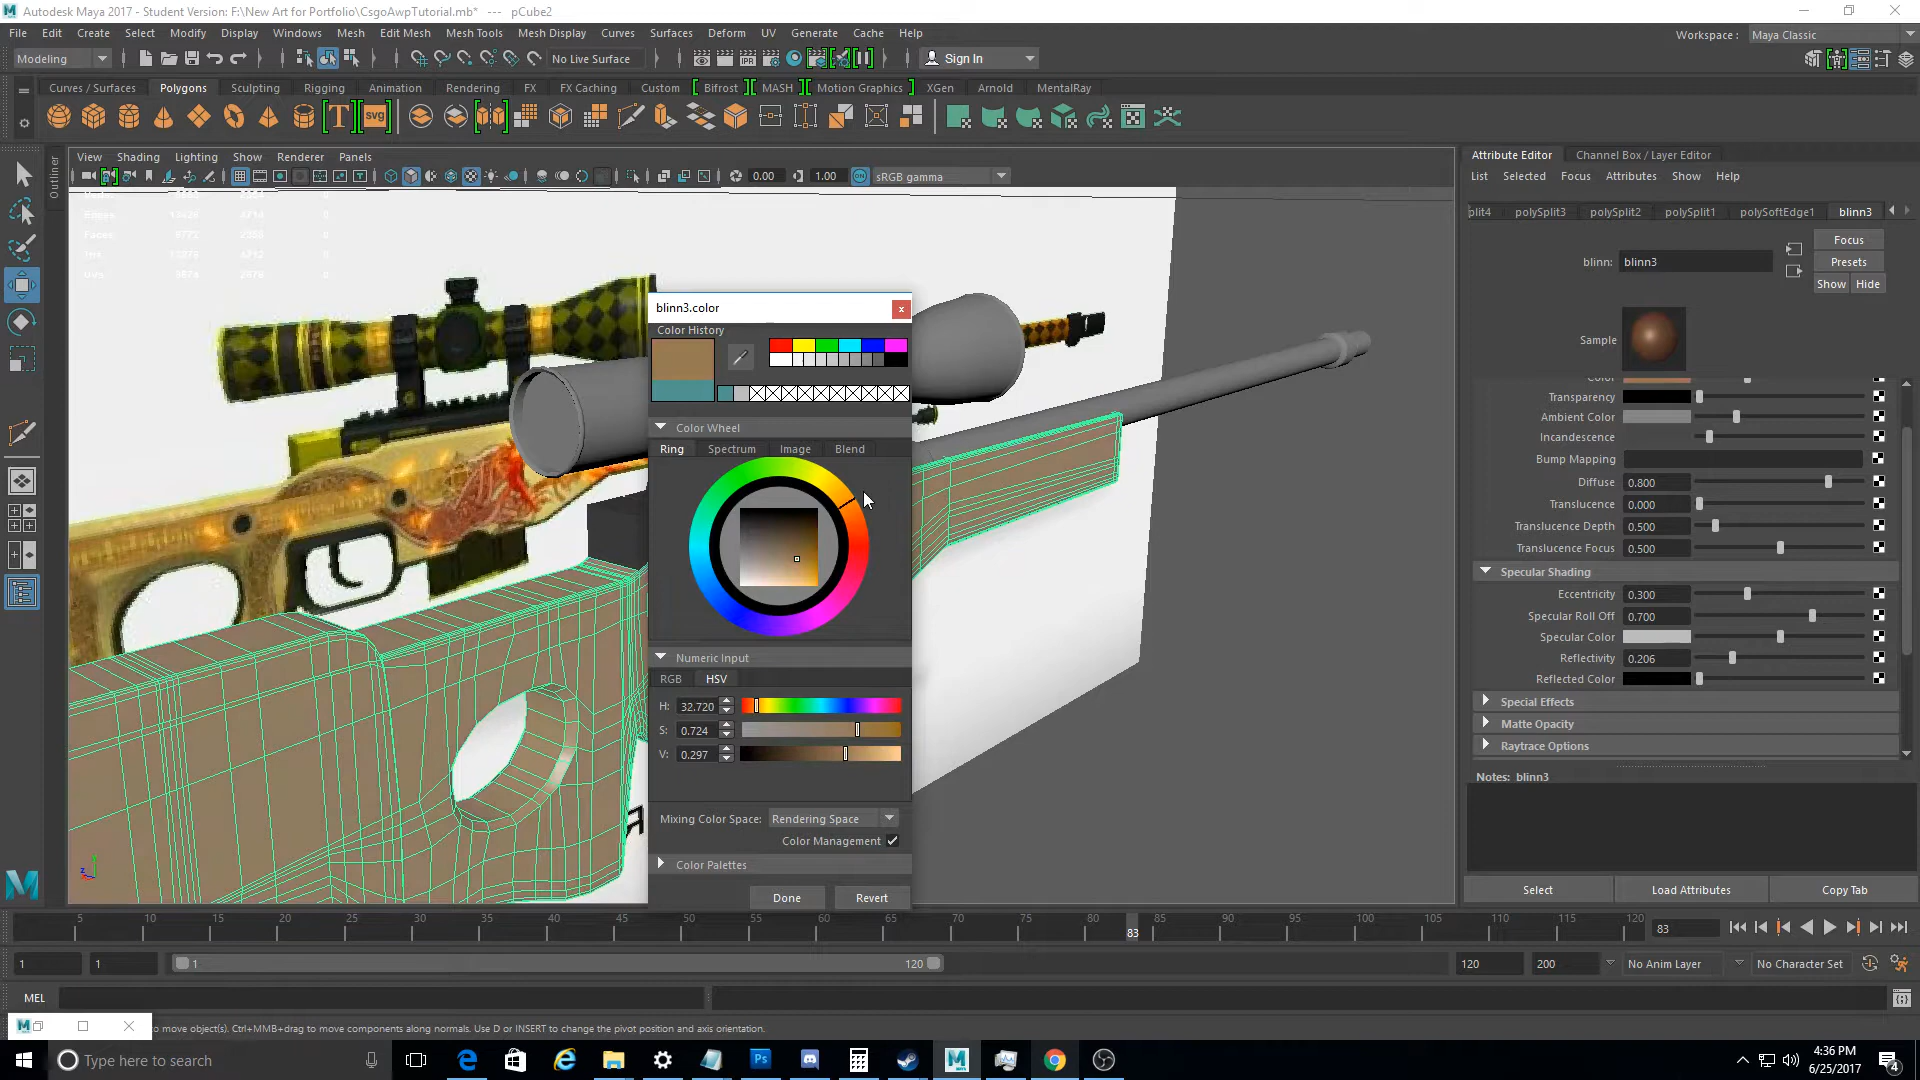 Autodesk Maya 2017 - Student Version: F:\New Art for Portfolio\CsgoAwpTutorial.mb* --- pCube2
File Edit Create Select Modify Display Windows Mesh Edit Mesh Mesh Tools Mesh Display Curves Surfaces Deform UV Generate Cache Help
Workspace : Maya Classic
Modeling No Live Surface Sign In
Curves / Surfaces Polygons Sculpting Rigging Animation Rendering FX FX Caching Custom Bifrost MASH Motion Graphics XGen Arnold MentalRay
T svg
Outliner
View Shading Lighting Show Renderer Panels
0.00 1.00 ON sRGB gamma
Attribute Editor Channel Box / Layer Editor
List Selected Focus Attributes Show Help
plit4 polySplit3 polySplit2 polySplit1 polySoftEdge1 blinn3
Focus
blinn: blinn3 Presets
Show Hide
Sample
Color
Transparency
Ambient Color
Incandescence
Bump Mapping
Diffuse 0.800
Translucence 0.000
Translucence Depth 0.500
Translucence Focus 0.500
Specular Shading
Eccentricity 0.300
Specular Roll Off 0.700
Specular Color
Reflectivity 0.206
Reflected Color
Special Effects
Matte Opacity
Raytrace Options
Notes: blinn3
Select Load Attributes Copy Tab
blinn3.color
Color History
Color Wheel
Ring Spectrum Image Blend
Numeric Input
RGB HSV
H: 32.720
S: 0.724
V: 0.297
Mixing Color Space: Rendering Space
Color Management
Color Palettes
Done Revert
5 10 15 20 25 30 35 40 45 50 55 60 65 70 75 80 85 90 95 100 105 110 115 120
83 83
1 1 1 120 120 200 No Anim Layer No Character Set
MEL
to move object(s). Ctrl+MMB+drag to move components along normals. Use D or INSERT to change the pivot position and axis orientation.
Type here to search
4:36 PM
6/25/2017
4